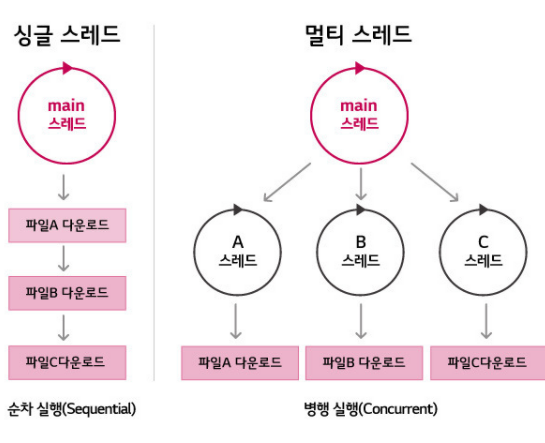 싱글 스레드
main
스레드
파일A 다운로드
파일B 다운로드
파일C다운로드
순차 실행(Sequential)
멀티 스레드
main
스레드
A
스레드
B
스레드
C
스레드
파일A 다운로드
파일B 다운로드
파일C다운로드
병행 실행(Concurrent)